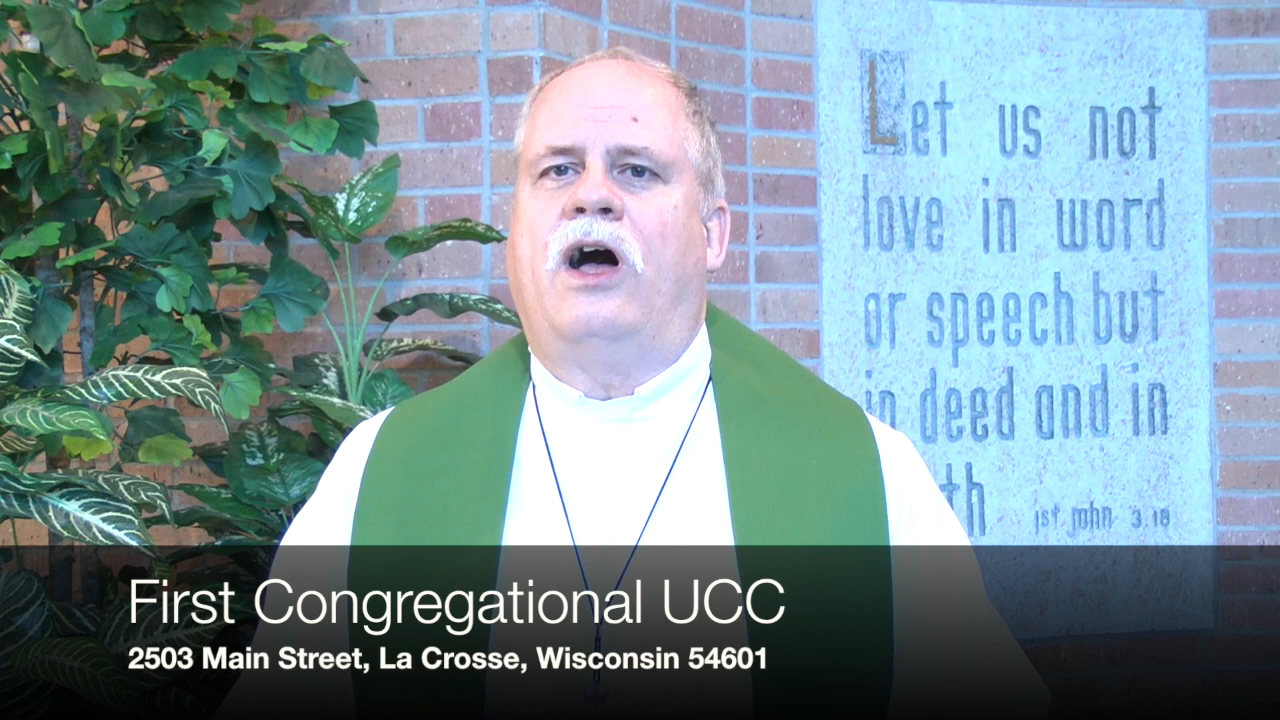 Let us not
love in word
or speech but
in deed and in
1st John 3.18
First Congregational UCC
2503 Main Street, La Crosse, Wisconsin 54601